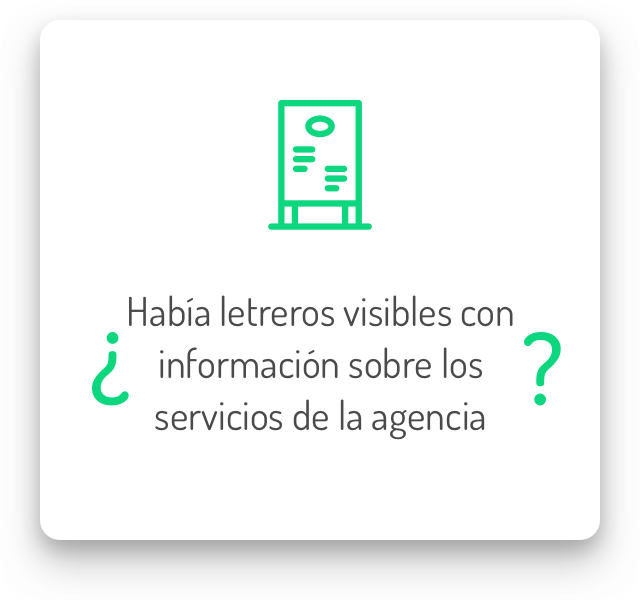 Había letreros visibles con
¿ información sobre los ?
servicios de la agencia